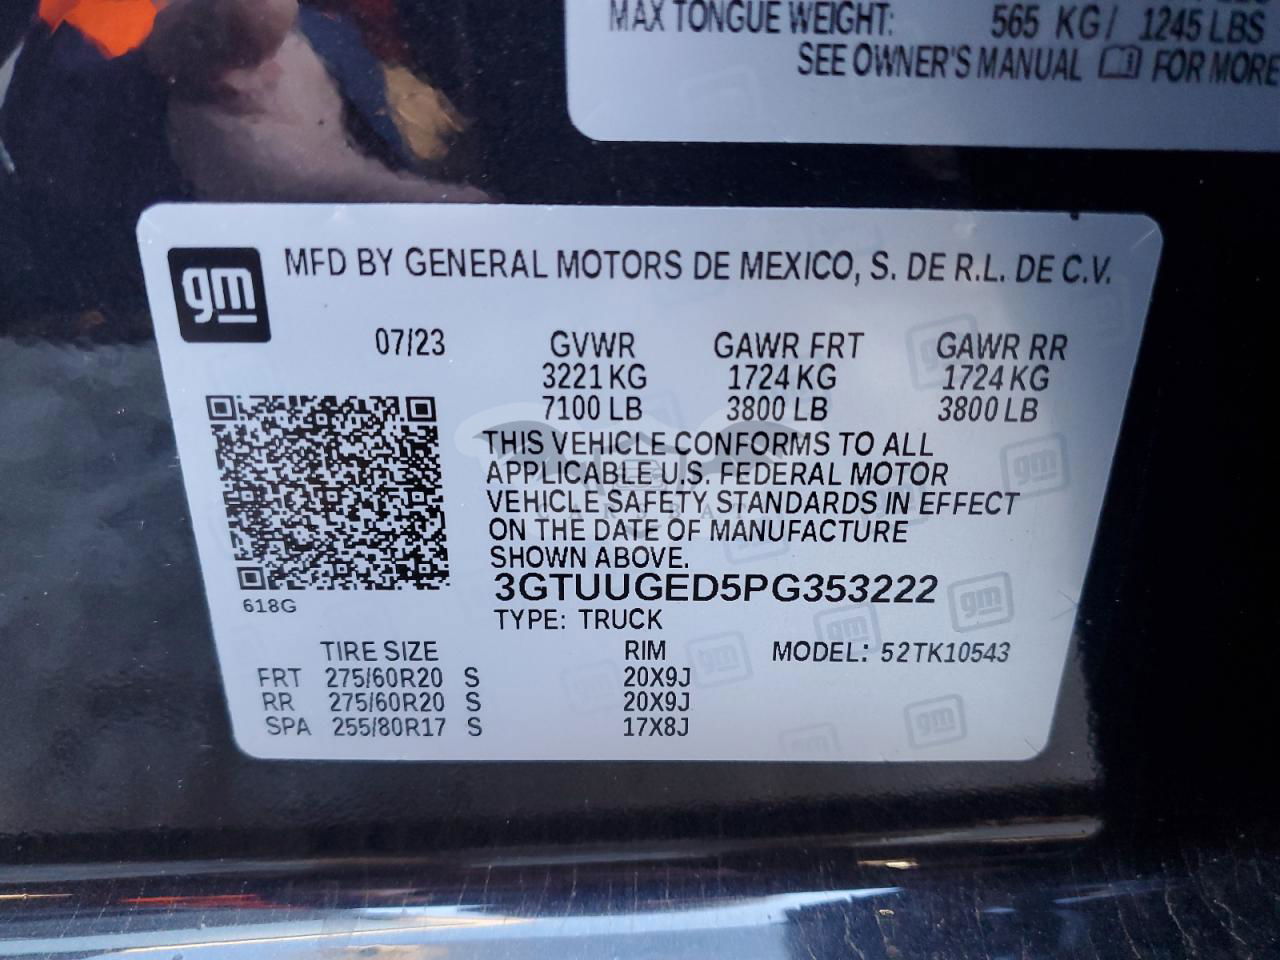 MAX TONGUE WEIGHT: 565 KG/ 1245 LBS
SEE OWNER'S MANUAL FOR MORE
gm
MFD BY GENERAL MOTORS DE MEXICO, S. DE R.L. DE C.V.
07/23 GVWR GAWR FRT GAWR RR
3221 KG 1724 KG 1724 KG
7100 LB 3800 LB 3800 LB
THIS VEHICLE CONFORMS TO ALL
APPLICABLE U.S. FEDERAL MOTOR
VEHICLE SAFETY STANDARDS IN EFFECT
ON THE DATE OF MANUFACTURE
SHOWN ABOVE.
3GTUUGED5PG353222
618G
TYPE: TRUCK
TIRE SIZE RIM MODEL: 52TK10543
FRT 275/60R20 S 20X9J
RR 275/60R20 S 20X9J
SPA 255/80R17 S 17X8J